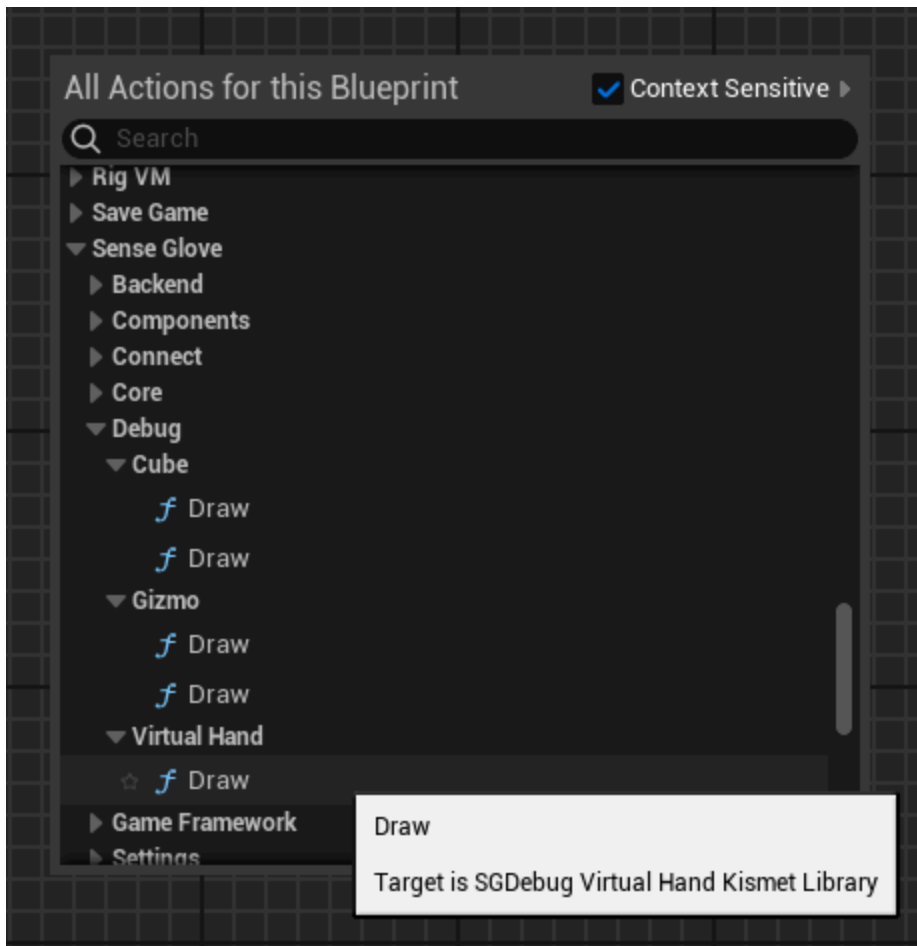 All Actions for this Blueprint
Context Sensitive
Search
Rig VM
Save Game
Sense Glove
Backend
Components
Connect
Core
Debug
Cube
Draw
Draw
Gizmo
Draw
Draw
Virtual Hand
Draw
Game Framework
Settings
Draw
Target is SGDebug Virtual Hand Kismet Library